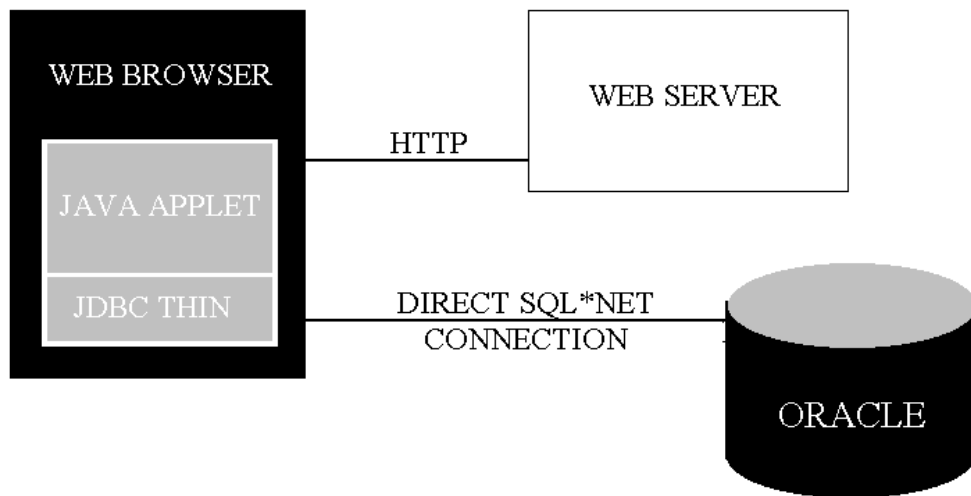 WEB BROWSER
WEB SERVER
HTTP
JAVA APPLET
JDBC THIN
DIRECT SQL*NET
CONNECTION
ORACLE